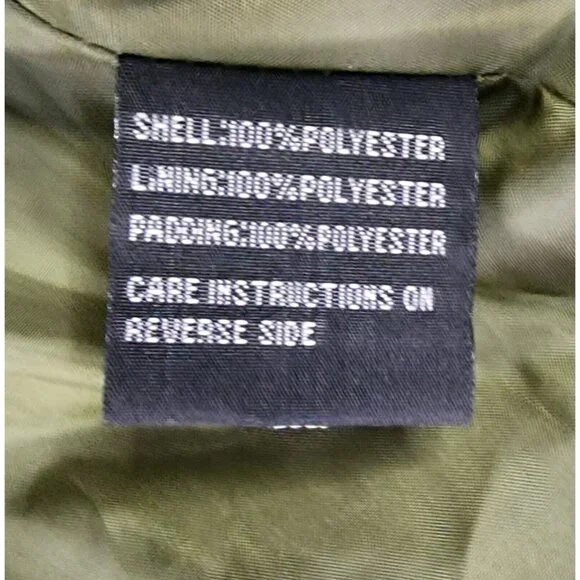 SHELL:100%POLYESTER
LINING:100%POLYESTER
PADDING:100%POLYESTER
CARE INSTRUCTIONS ON
REVERSE SIDE